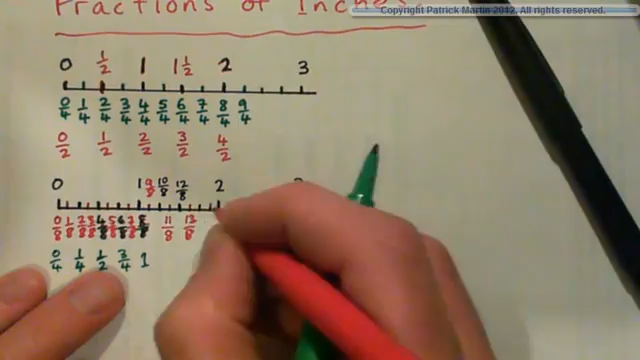 Copyright Patrick Martin 2012. All rights reserved.
Fractions of Inches
0 1/2 1 1 1/2 2 3
0/4 1/4 2/4 3/4 4/4 5/4 6/4 7/4 8/4 9/4
0/2 1/2 2/2 3/2 4/2
0 1 9/8 10/8 12/8 2
0/8 1/8 2/8 3/8 4/8 5/8 6/8 7/8 8/8 11/8 13/8
0/4 1/4 1/2 3/4 1